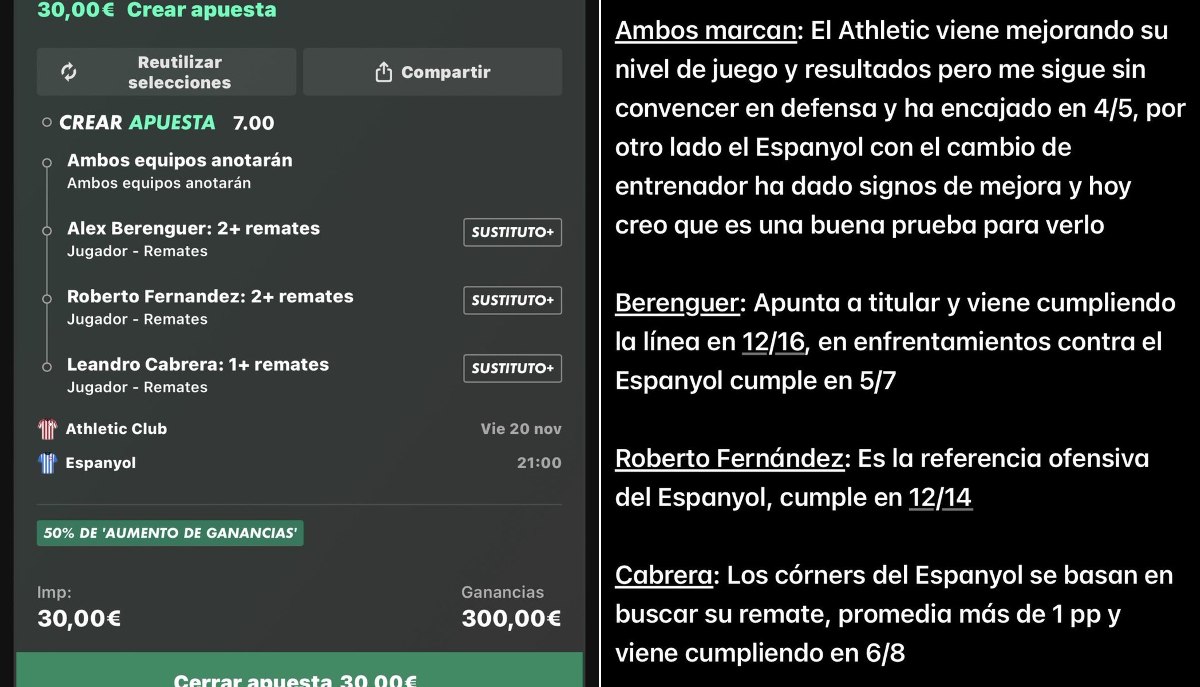 30,00€ Crear apuesta
Reutilizar
selecciones
Compartir
CREAR APUESTA 7.00
Ambos equipos anotarán
Ambos equipos anotarán
Alex Berenguer: 2+ remates
SUSTITUTO+
Jugador - Remates
Roberto Fernandez: 2+ remates
SUSTITUTO+
Jugador - Remates
Leandro Cabrera: 1+ remates
SUSTITUTO+
Jugador - Remates
Athletic Club
Vie 20 nov
Espanyol
21:00
50% DE 'AUMENTO DE GANANCIAS'
Imp:
Ganancias
30,00€
300,00€
Cerrar apuesta 30,00€
Ambos marcan: El Athletic viene mejorando su
nivel de juego y resultados pero me sigue sin
convencer en defensa y ha encajado en 4/5, por
otro lado el Espanyol con el cambio de
entrenador ha dado signos de mejora y hoy
creo que es una buena prueba para verlo
Berenguer: Apunta a titular y viene cumpliendo
la línea en 12/16, en enfrentamientos contra el
Espanyol cumple en 5/7
Roberto Fernández: Es la referencia ofensiva
del Espanyol, cumple en 12/14
Cabrera: Los córners del Espanyol se basan en
buscar su remate, promedia más de 1 pp y
viene cumpliendo en 6/8